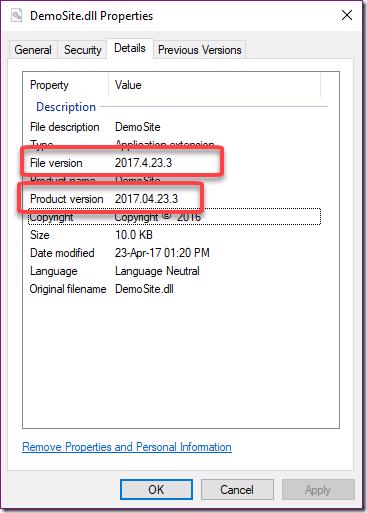 DemoSite.dll Properties
General Security Details Previous Versions
Property Value
Description
File description DemoSite
Type Application extension
File version 2017.4.23.3
Product name DemoSite
Product version 2017.04.23.3
Copyright Copyright © 2016
Size 10.0 KB
Date modified 23-Apr-17 01:20 PM
Language Language Neutral
Original filename DemoSite.dll
Remove Properties and Personal Information
OK Cancel Apply